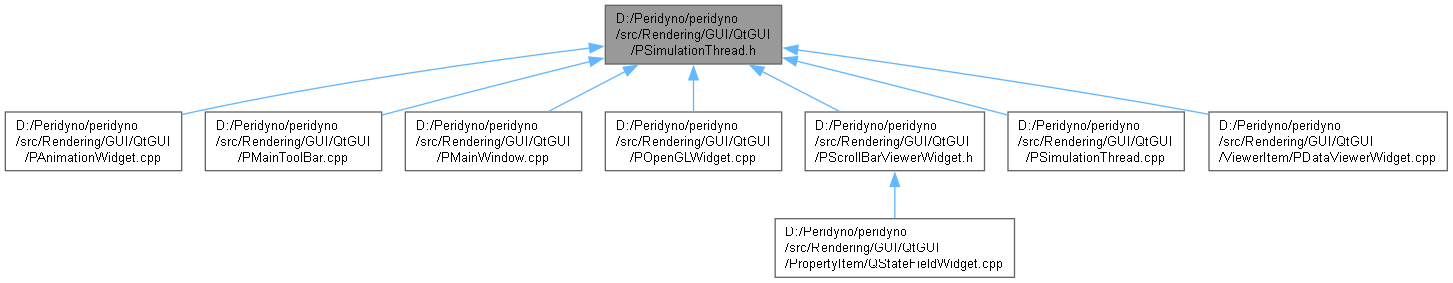 D:/Peridyno/peridyno
/src/Rendering/GUI/QtGUI
/PSimulationThread.h
D:/Peridyno/peridyno
/src/Rendering/GUI/QtGUI
/PAnimationWidget.cpp
D:/Peridyno/peridyno
/src/Rendering/GUI/QtGUI
/PMainToolBar.cpp
D:/Peridyno/peridyno
/src/Rendering/GUI/QtGUI
/PMainWindow.cpp
D:/Peridyno/peridyno
/src/Rendering/GUI/QtGUI
/POpenGLWidget.cpp
D:/Peridyno/peridyno
/src/Rendering/GUI/QtGUI
/PScrollBarViewerWidget.h
D:/Peridyno/peridyno
/src/Rendering/GUI/QtGUI
/PSimulationThread.cpp
D:/Peridyno/peridyno
/src/Rendering/GUI/QtGUI
/ViewerItem/PDataViewerWidget.cpp
D:/Peridyno/peridyno
/src/Rendering/GUI/QtGUI
/PropertyItem/QStateFieldWidget.cpp